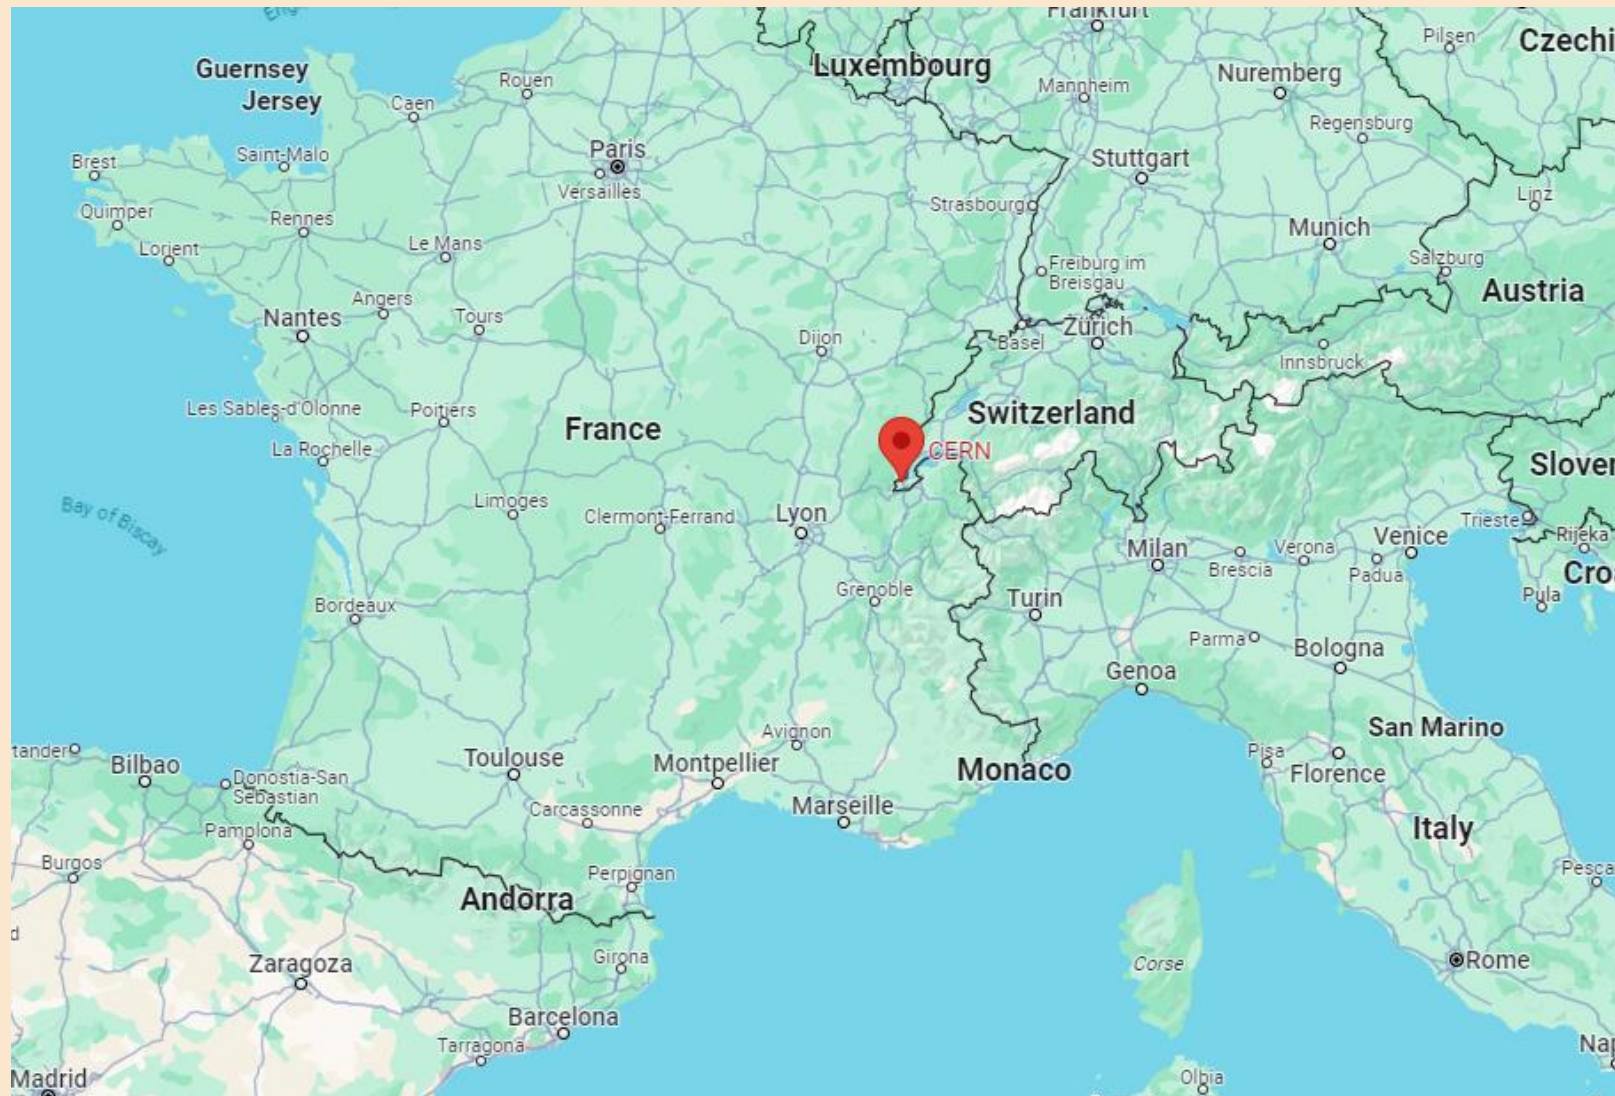 Frankfurt
Pilsen
Czechi
Luxembourg
Guernsey
Jersey
Rouen
Mannheim
Nuremberg
Caen
Regensburg
Brest
Saint-Malo
Paris
Versailles
Stuttgart
Quimper
Rennes
Strasbourg
Linz
Lorient
Le Mans
Munich
Salzburg
Freiburg im
Breisgau
Austria
Angers
Nantes
Tours
Dijon
Basel
Zürich
Innsbruck
Les Sables-d'Olonne
Poitiers
France
Switzerland
La Rochelle
CERN
Slover
Bay of Biscay
Limoges
Clermont-Ferrand
Lyon
Trieste
Rijeka
Milan
Brescia
Verona
Padua
Venice
Cro
Pula
Grenoble
Turin
Bordeaux
Parma
Bologna
Genoa
San Marino
Avignon
tander
Bilbao
Donostia-San
Sebastian
Toulouse
Montpellier
Monaco
Pisa
Florence
Carcassonne
Marseille
Italy
Pamplona
Burgos
Perpignan
Pesca
Andorra
d
Zaragoza
Girona
Corse
Rome
Barcelona
Tarragona
Nap
Madrid
Olbia